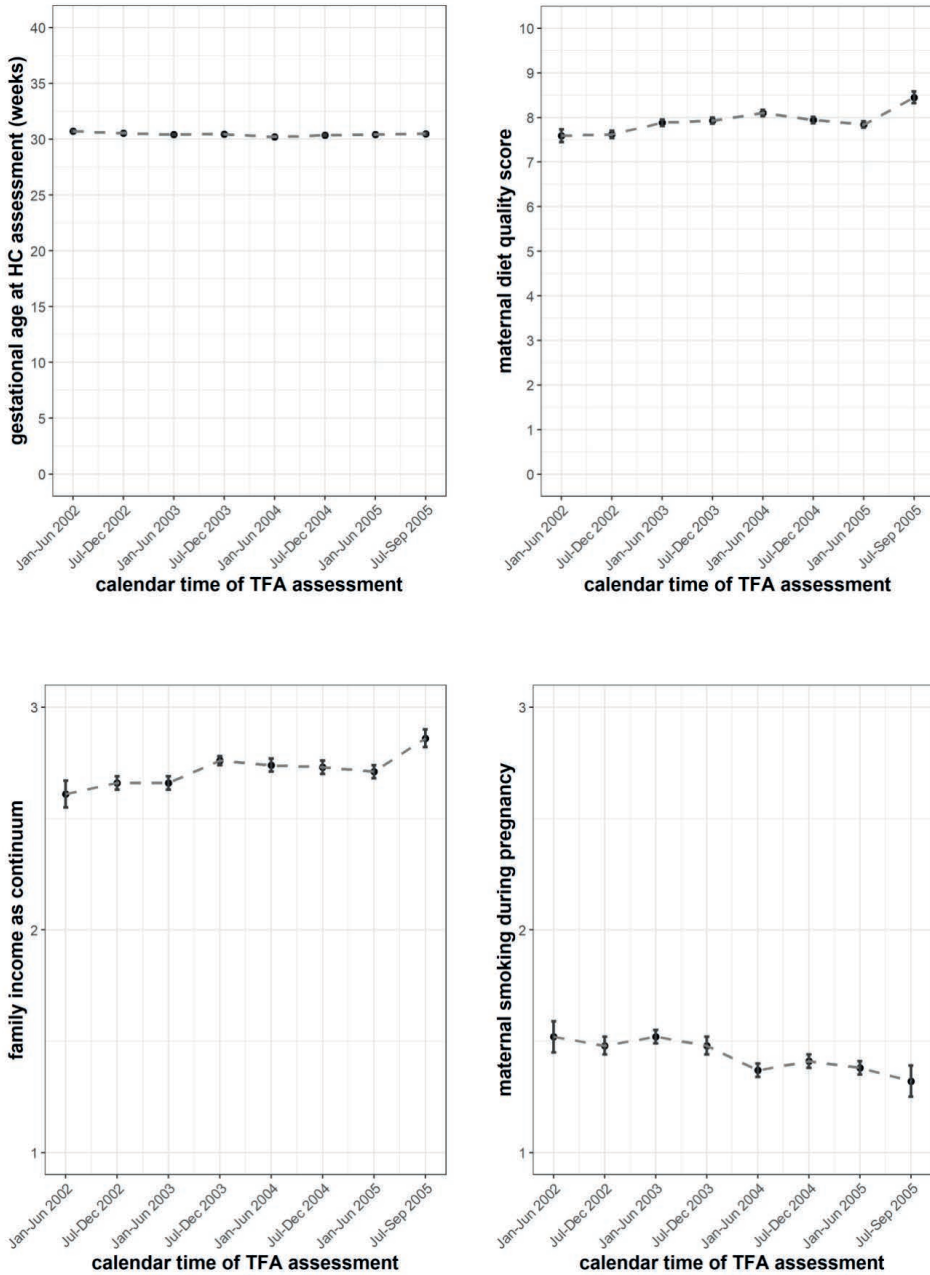 gestational age at HC assessment (weeks)
40
35
30
25
20
15
10
5
0
Jan-Jun 2002
Jul-Dec 2002
Jan-Jun 2003
Jul-Dec 2003
Jan-Jun 2004
Jul-Dec 2004
Jan-Jun 2005
Jul-Sep 2005
calendar time of TFA assessment
maternal diet quality score
10
9
8
7
6
5
4
3
2
1
0
Jan-Jun 2002
Jul-Dec 2002
Jan-Jun 2003
Jul-Dec 2003
Jan-Jun 2004
Jul-Dec 2004
Jan-Jun 2005
Jul-Sep 2005
calendar time of TFA assessment
family income as continuum
3
2
1
Jan-Jun 2002
Jul-Dec 2002
Jan-Jun 2003
Jul-Dec 2003
Jan-Jun 2004
Jul-Dec 2004
Jan-Jun 2005
Jul-Sep 2005
calendar time of TFA assessment
maternal smoking during pregnancy
3
2
1
Jan-Jun 2002
Jul-Dec 2002
Jan-Jun 2003
Jul-Dec 2003
Jan-Jun 2004
Jul-Dec 2004
Jan-Jun 2005
Jul-Sep 2005
calendar time of TFA assessment